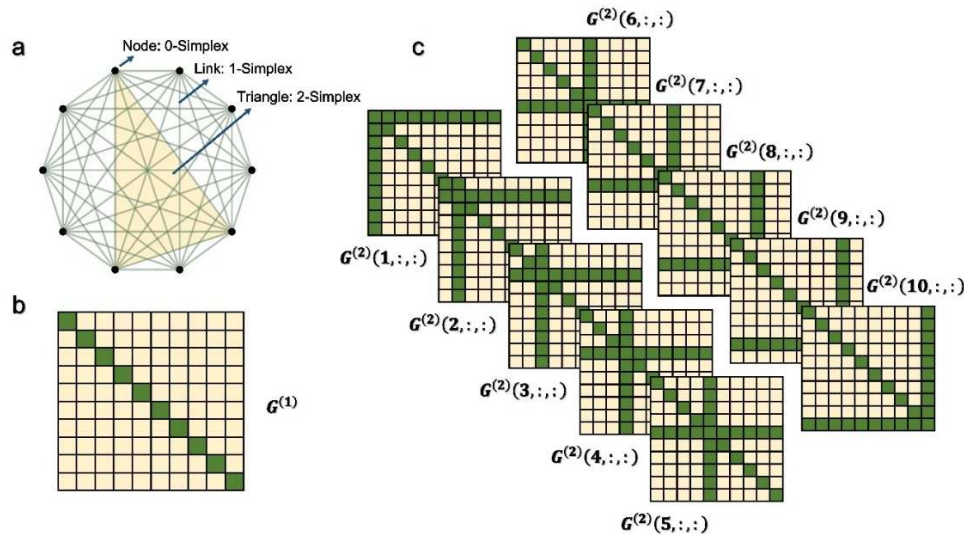 a
Node: 0-Simplex
Link: 1-Simplex
Triangle: 2-Simplex
b
G⁽¹⁾
c
G⁽²⁾(6,:,:)
G⁽²⁾(7,:,:)
G⁽²⁾(8,:,:)
G⁽²⁾(9,:,:)
G⁽²⁾(10,:,:)
G⁽²⁾(1,:,:)
G⁽²⁾(2,:,:)
G⁽²⁾(3,:,:)
G⁽²⁾(4,:,:)
G⁽²⁾(5,:,:)